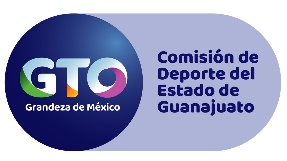 GTO
Grandeza de México
Comisión de
Deporte del
Estado de
Guanajuato